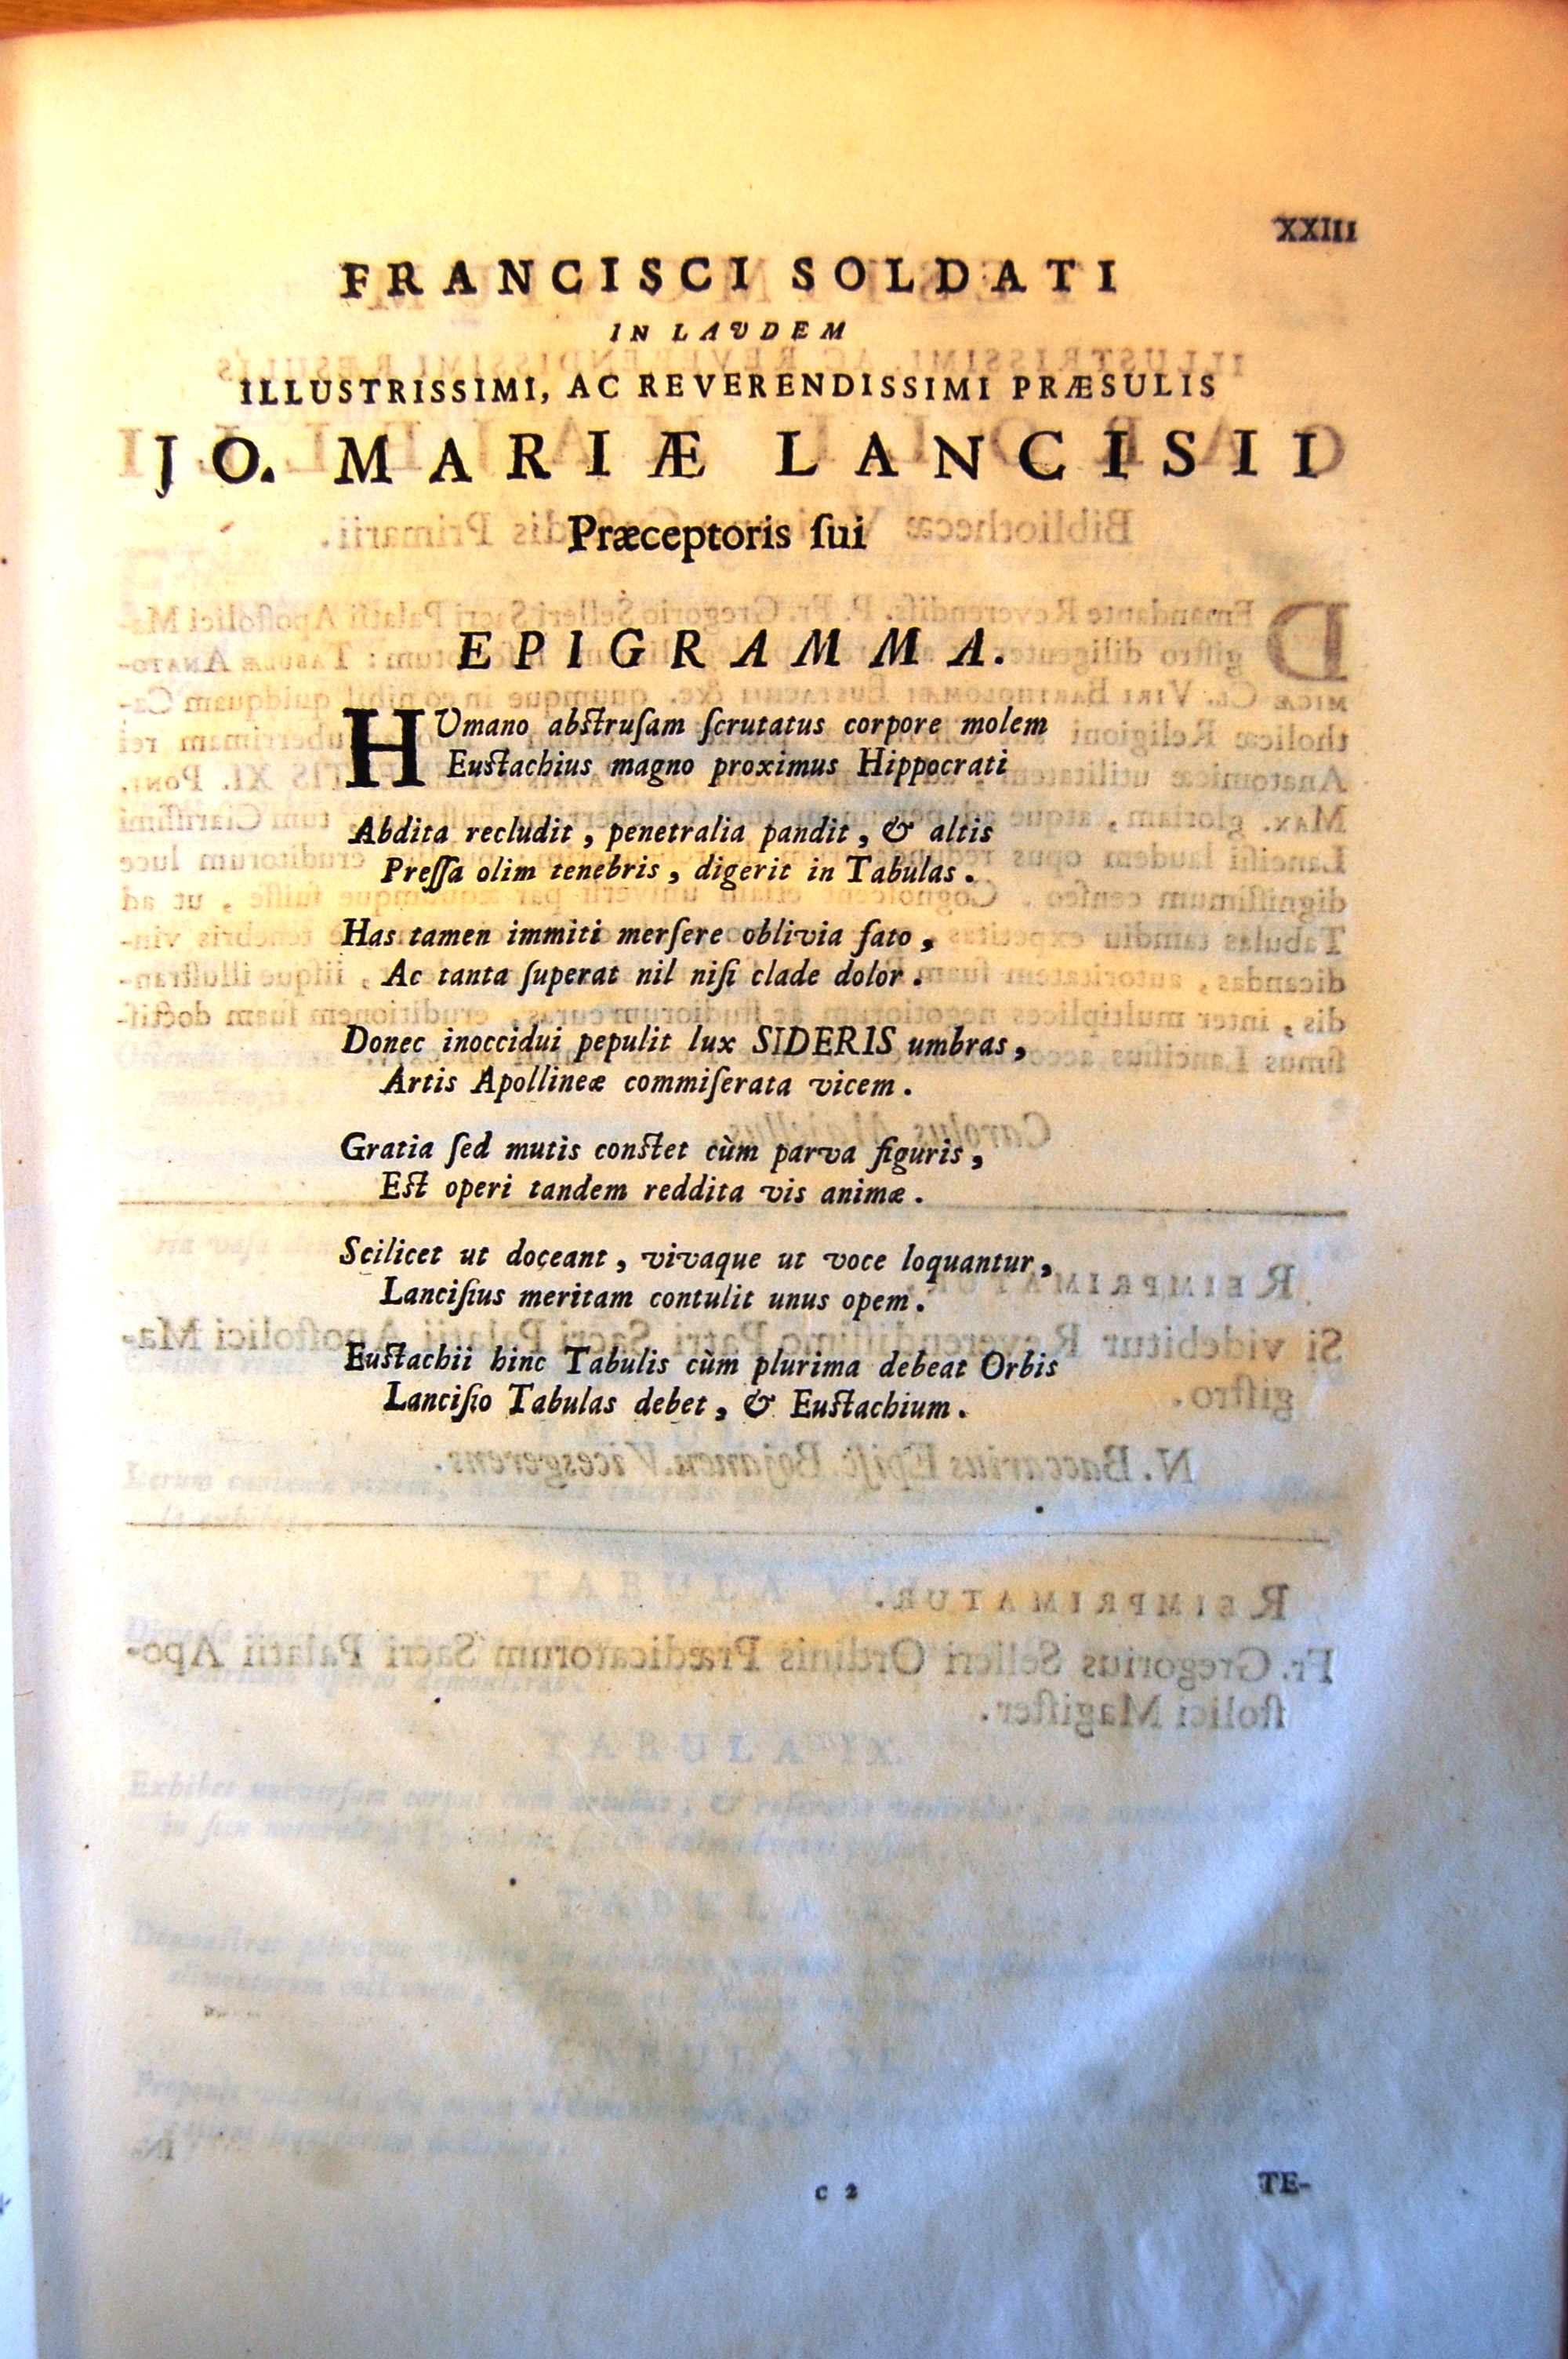 XXIII
FRANCISCI SOLDATI
IN LAVDEM
ILLUSTRISSIMI, AC REVERENDISSIMI PRÆSULIS
JO. MARIÆ LANCISII
Præceptoris ſui
EPIGRAMMA.
HUmano abſtruſam ſcrutatus corpore molem
Euſtachius magno proximus Hippocrati
Abdita recludit, penetralia pandit, & altis
Preſſa olim tenebris, digerit in Tabulas.
Has tamen immiti merſere oblivia fato,
Ac tanta ſuperat nil niſi clade dolor.
Donec inoccidui pepulit lux SIDERIS umbras,
Artis Apollineæ commiſerata vicem.
Gratia ſed mutis conſtet cùm parva figuris,
Eſt operi tandem reddita vis animæ.
Scilicet ut doceant, vivaque ut voce loquantur,
Lanciſius meritam contulit unus opem.
Euſtachii hinc Tabulis cùm plurima debeat Orbis
Lanciſio Tabulas debet, & Euſtachium.
c 2
TE-